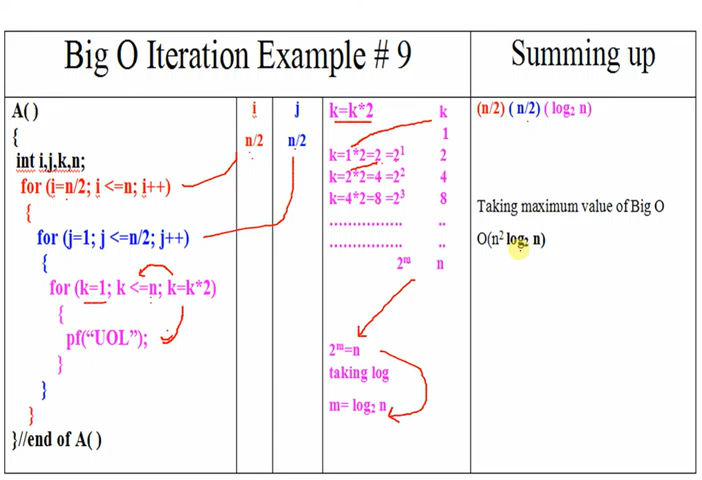 Big O Iteration Example # 9
Summing up
A( )
{
int i,j,k,n;
for (i=n/2; i <=n; i++)
{
for (j=1; j <=n/2; j++)
{
for (k=1; k <=n; k=k*2)
{
pf(“UOL”);
}
}
}
}//end of A( )
i
n/2
j
n/2
k=k*2
k
1
k=1*2=2 =2¹
2
k=2*2=4 =2²
4
k=4*2=8 =2³
8
................
..
................
..
2ᵐ
n
2ᵐ=n
taking log
m= log₂ n
(n/2) ( n/2) ( log₂ n)
Taking maximum value of Big O
O(n² log₂ n)